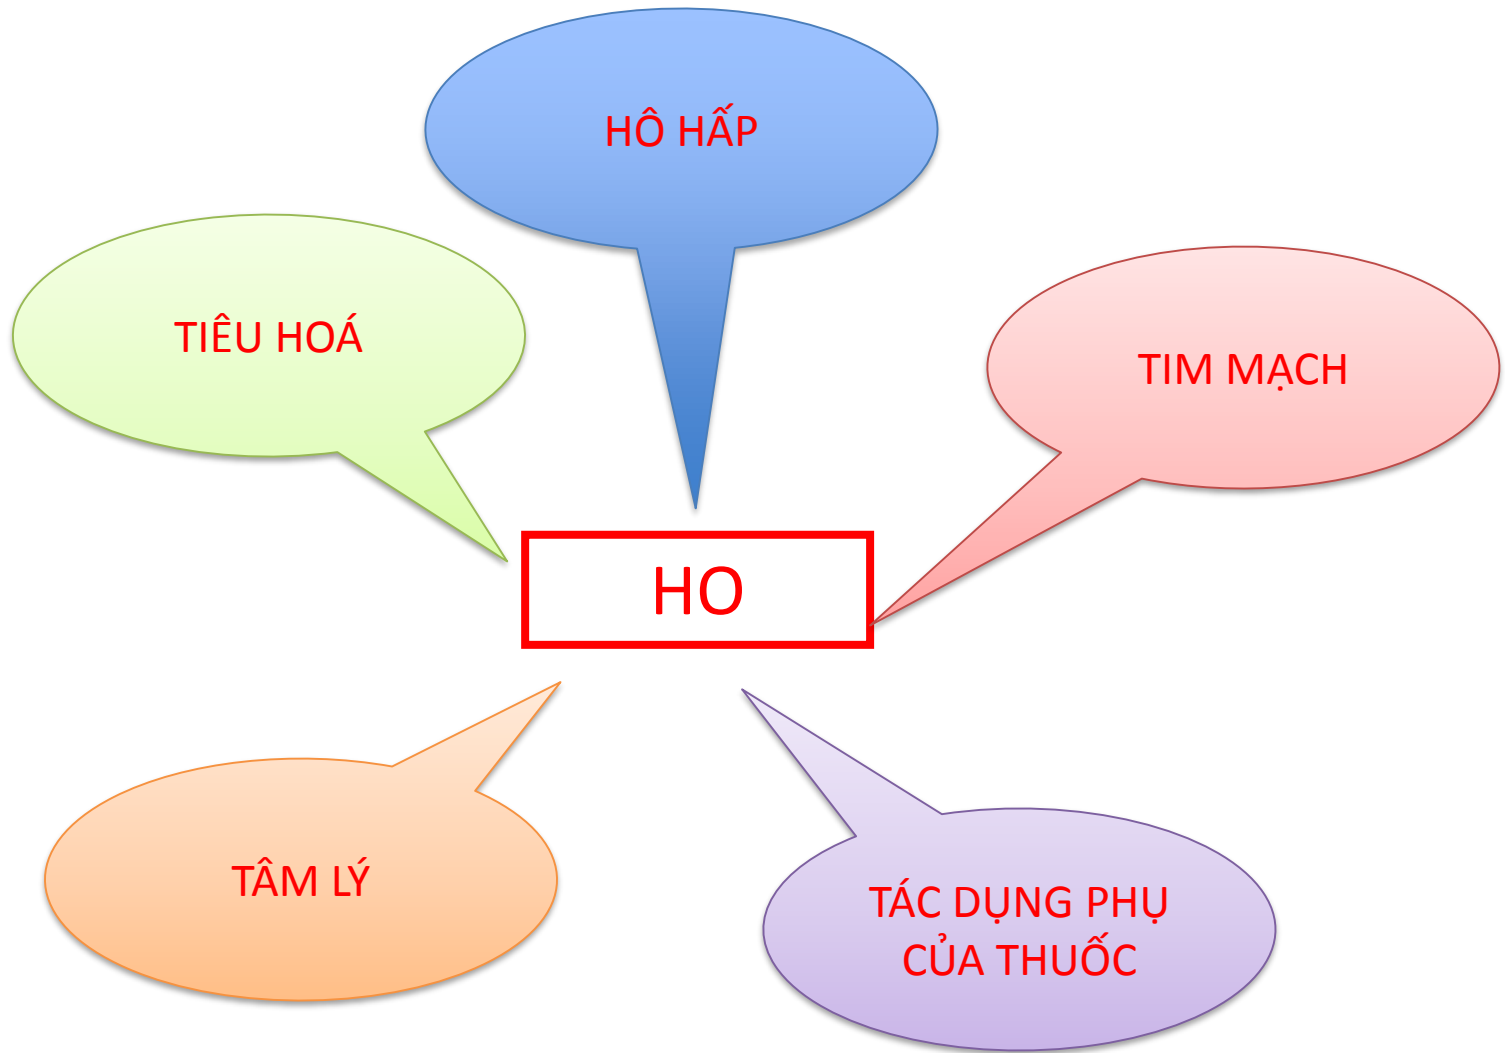 HÔ HẤP
TIÊU HOÁ
TIM MẠCH
HO
TÂM LÝ
TÁC DỤNG PHỤ
CỦA THUỐC